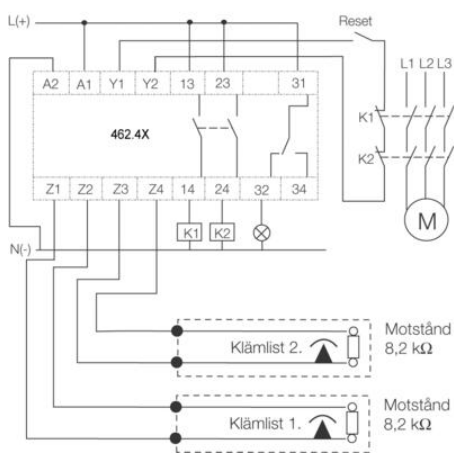 L(+)
Reset
L1 L2 L3
A2 A1 Y1 Y2 13 23 31
K1
462.4X
K2
Z1 Z2 Z3 Z4 14 24 32 34
K1 K2
M
N(-)
Klämlist 2.
Motstånd
8,2 kΩ
Klämlist 1.
Motstånd
8,2 kΩ